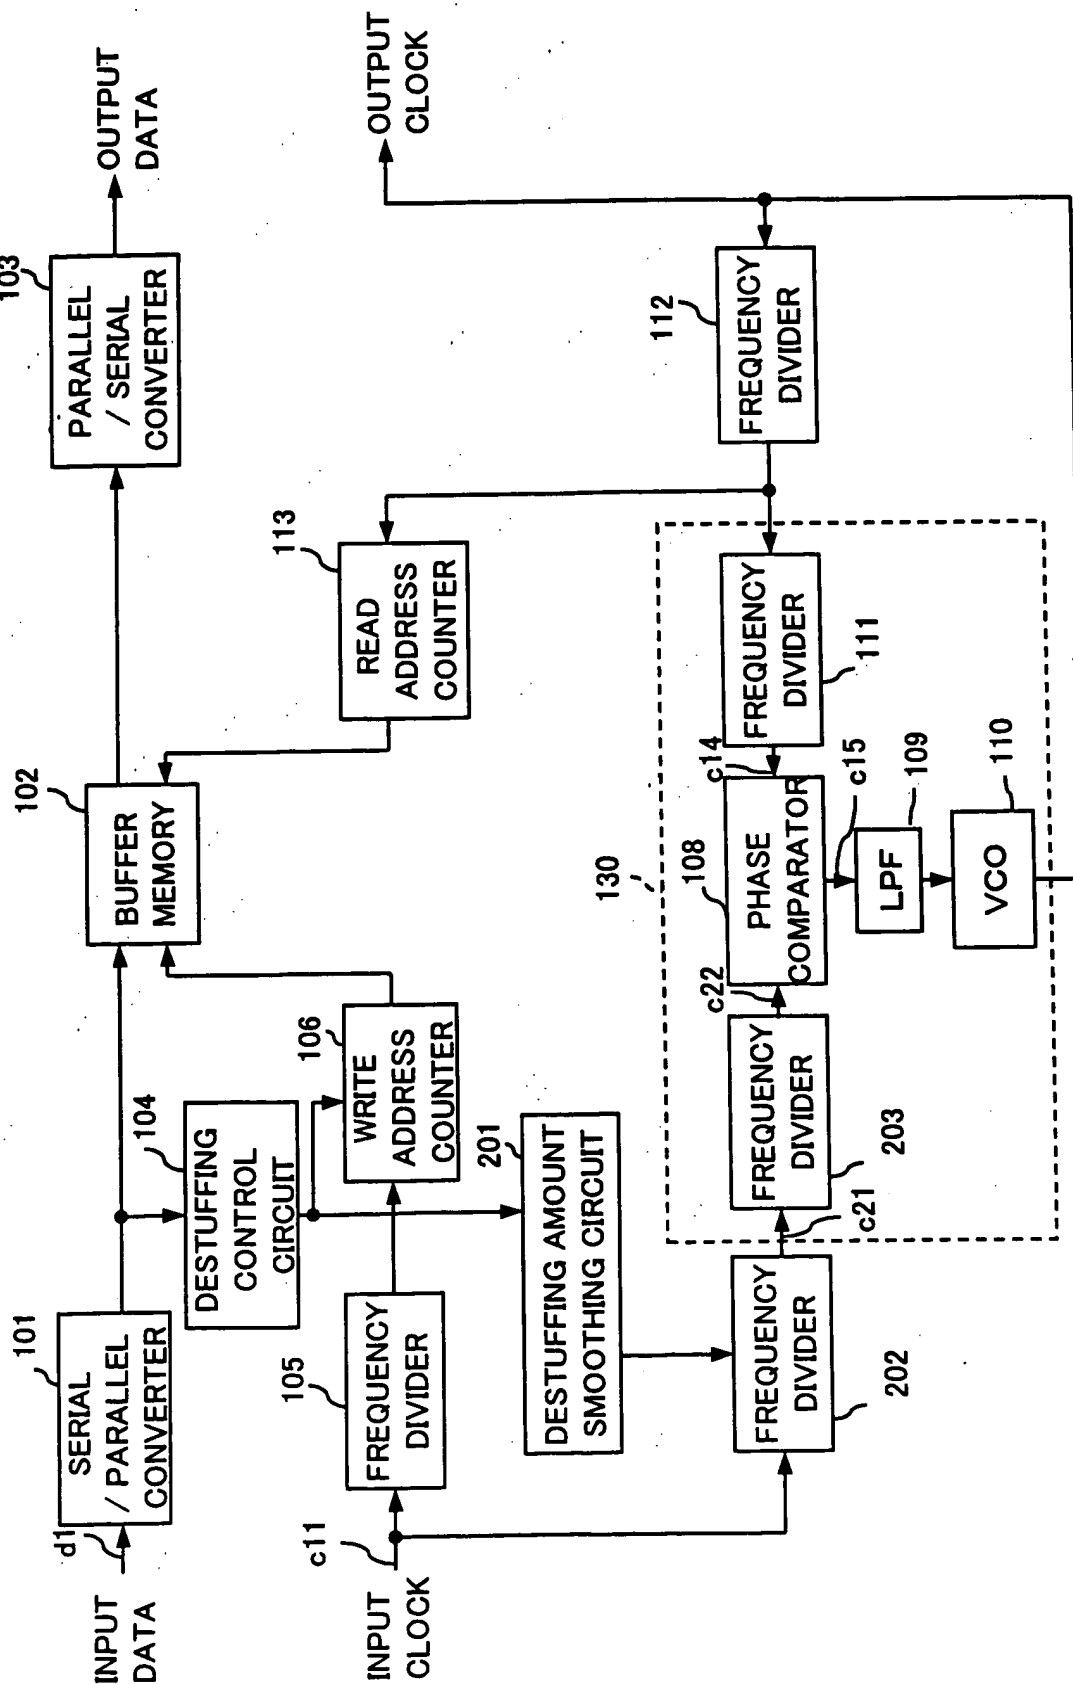 INPUT
DATA
d1
101
SERIAL
/ PARALLEL
CONVERTER
102
BUFFER
MEMORY
103
PARALLEL
/ SERIAL
CONVERTER
OUTPUT
DATA
104
DESTUFFING
CONTROL
CIRCUIT
INPUT
CLOCK
c11
105
FREQUENCY
DIVIDER
106
WRITE
ADDRESS
COUNTER
113
READ
ADDRESS
COUNTER
OUTPUT
CLOCK
201
DESTUFFING AMOUNT
SMOOTHING CIRCUIT
130
112
FREQUENCY
DIVIDER
FREQUENCY
DIVIDER
202
c21
FREQUENCY
DIVIDER
203
c22
108
PHASE
COMPARATOR
c14
FREQUENCY
DIVIDER
111
c15
LPF
109
VCO
110